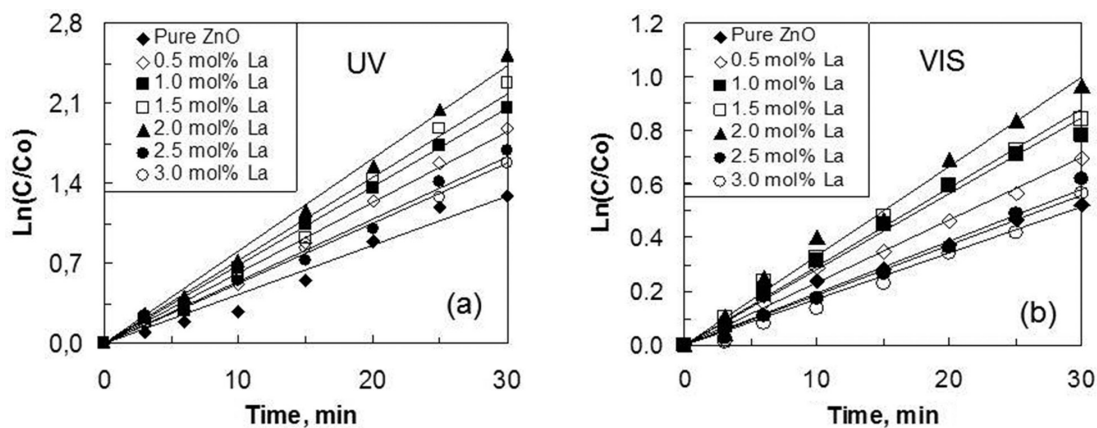 2,8
2,1
1,4
0,7
0,0
Ln(C/Co)
Pure ZnO
0.5 mol% La
1.0 mol% La
1.5 mol% La
2.0 mol% La
2.5 mol% La
3.0 mol% La
UV
(a)
0
10
20
30
Time, min
1.2
1.0
0.8
0.6
0.4
0.2
0.0
Ln(C/Co)
Pure ZnO
0.5 mol% La
1.0 mol% La
1.5 mol% La
2.0 mol% La
2.5 mol% La
3.0 mol% La
VIS
(b)
0
10
20
30
Time, min